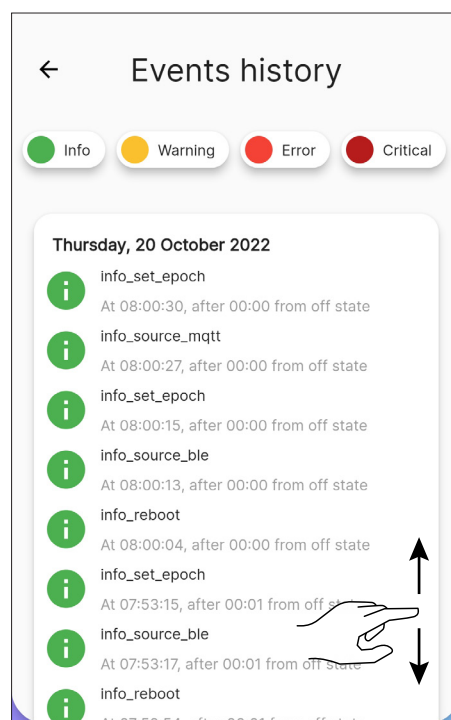 Events history
Info
Warning
Error
Critical
Thursday, 20 October 2022
info_set_epoch
At 08:00:30, after 00:00 from off state
info_source_mqtt
At 08:00:27, after 00:00 from off state
info_set_epoch
At 08:00:15, after 00:00 from off state
info_source_ble
At 08:00:13, after 00:00 from off state
info_reboot
At 08:00:04, after 00:00 from off state
info_set_epoch
At 07:53:15, after 00:01 from off state
info_source_ble
At 07:53:17, after 00:01 from off state
info_reboot